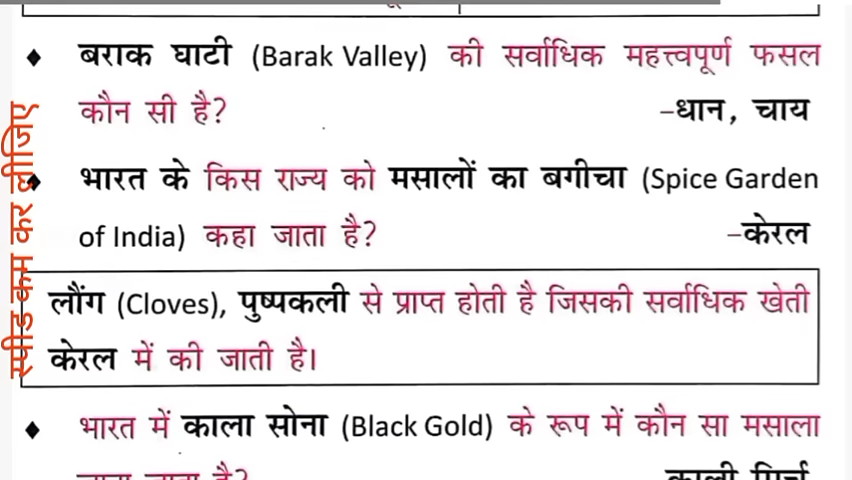 ♦ बराक घाटी (Barak Valley) की सर्वाधिक महत्त्वपूर्ण फसल
कौन सी है? –धान, चाय
♦ भारत के किस राज्य को मसालों का बगीचा (Spice Garden
of India) कहा जाता है? –केरल
लौंग (Cloves), पुष्पकली से प्राप्त होती है जिसकी सर्वाधिक खेती
केरल में की जाती है।
♦ भारत में काला सोना (Black Gold) के रूप में कौन सा मसाला
स्पीड कम कर लीजिए